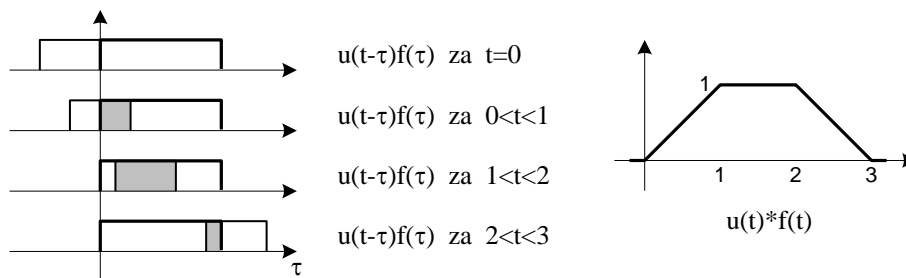 u(t-τ)f(τ) za t=0
u(t-τ)f(τ) za 0<t<1
u(t-τ)f(τ) za 1<t<2
u(t-τ)f(τ) za 2<t<3
τ
1
1 2 3
u(t)*f(t)